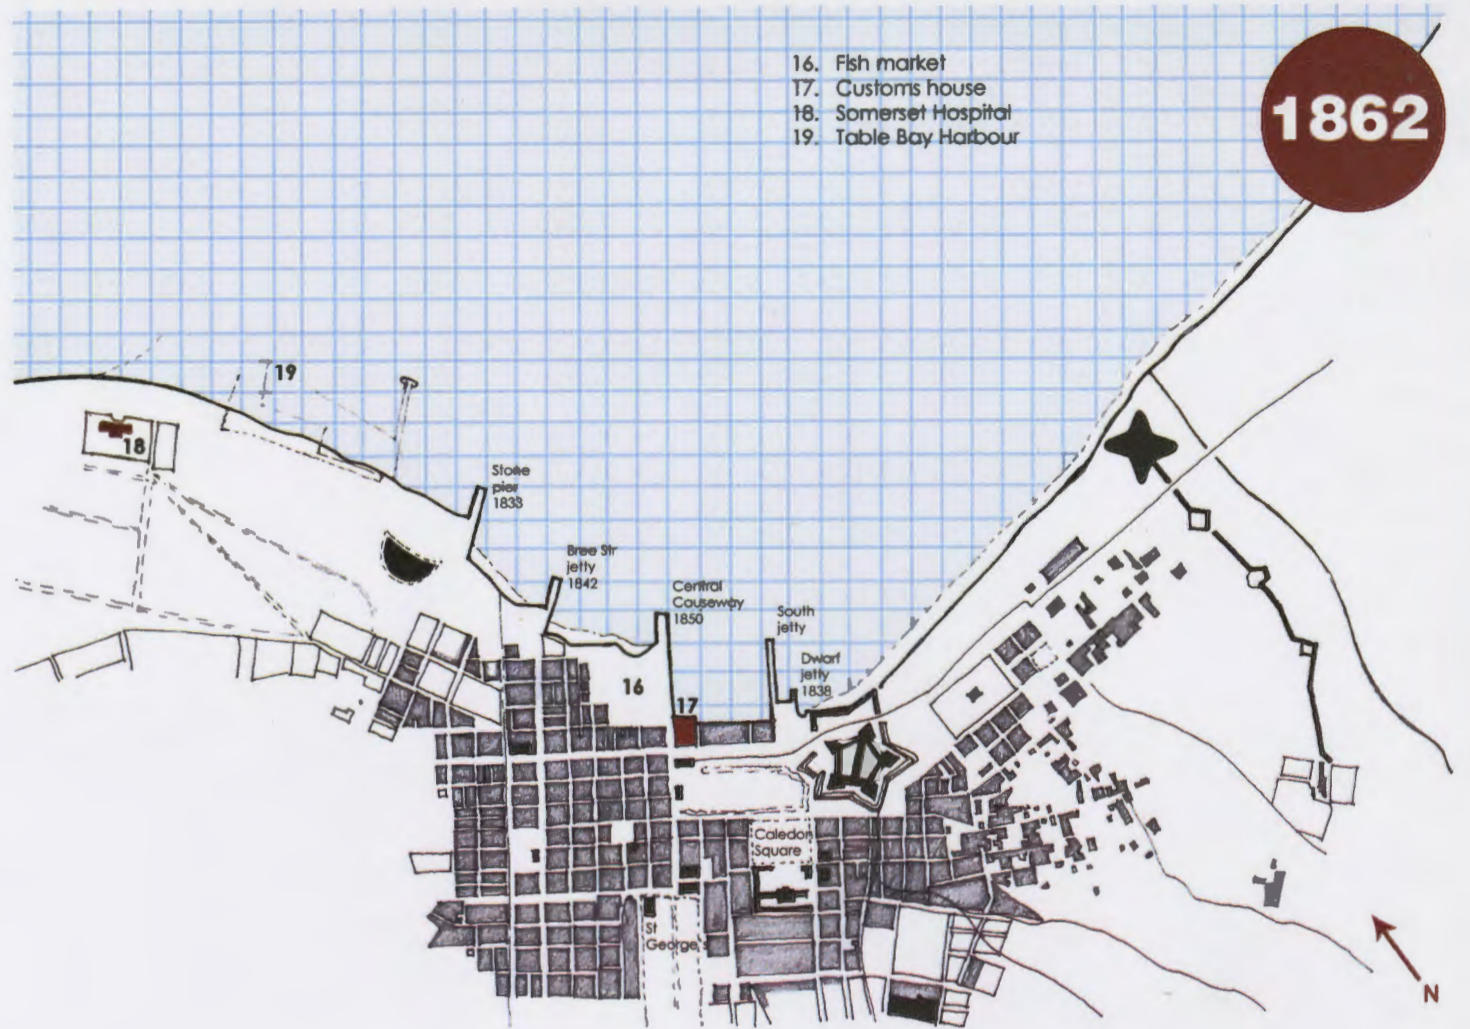 16. Fish market
17. Customs house
18. Somerset Hospital
19. Table Bay Harbour
1862
19
18
Stone
pier
1833
Bree Str
jetty
1842
Central
Causeway
1850
South
jetty
Dwarf
jetty
1838
16
17
Caledon
Square
St
George's
N